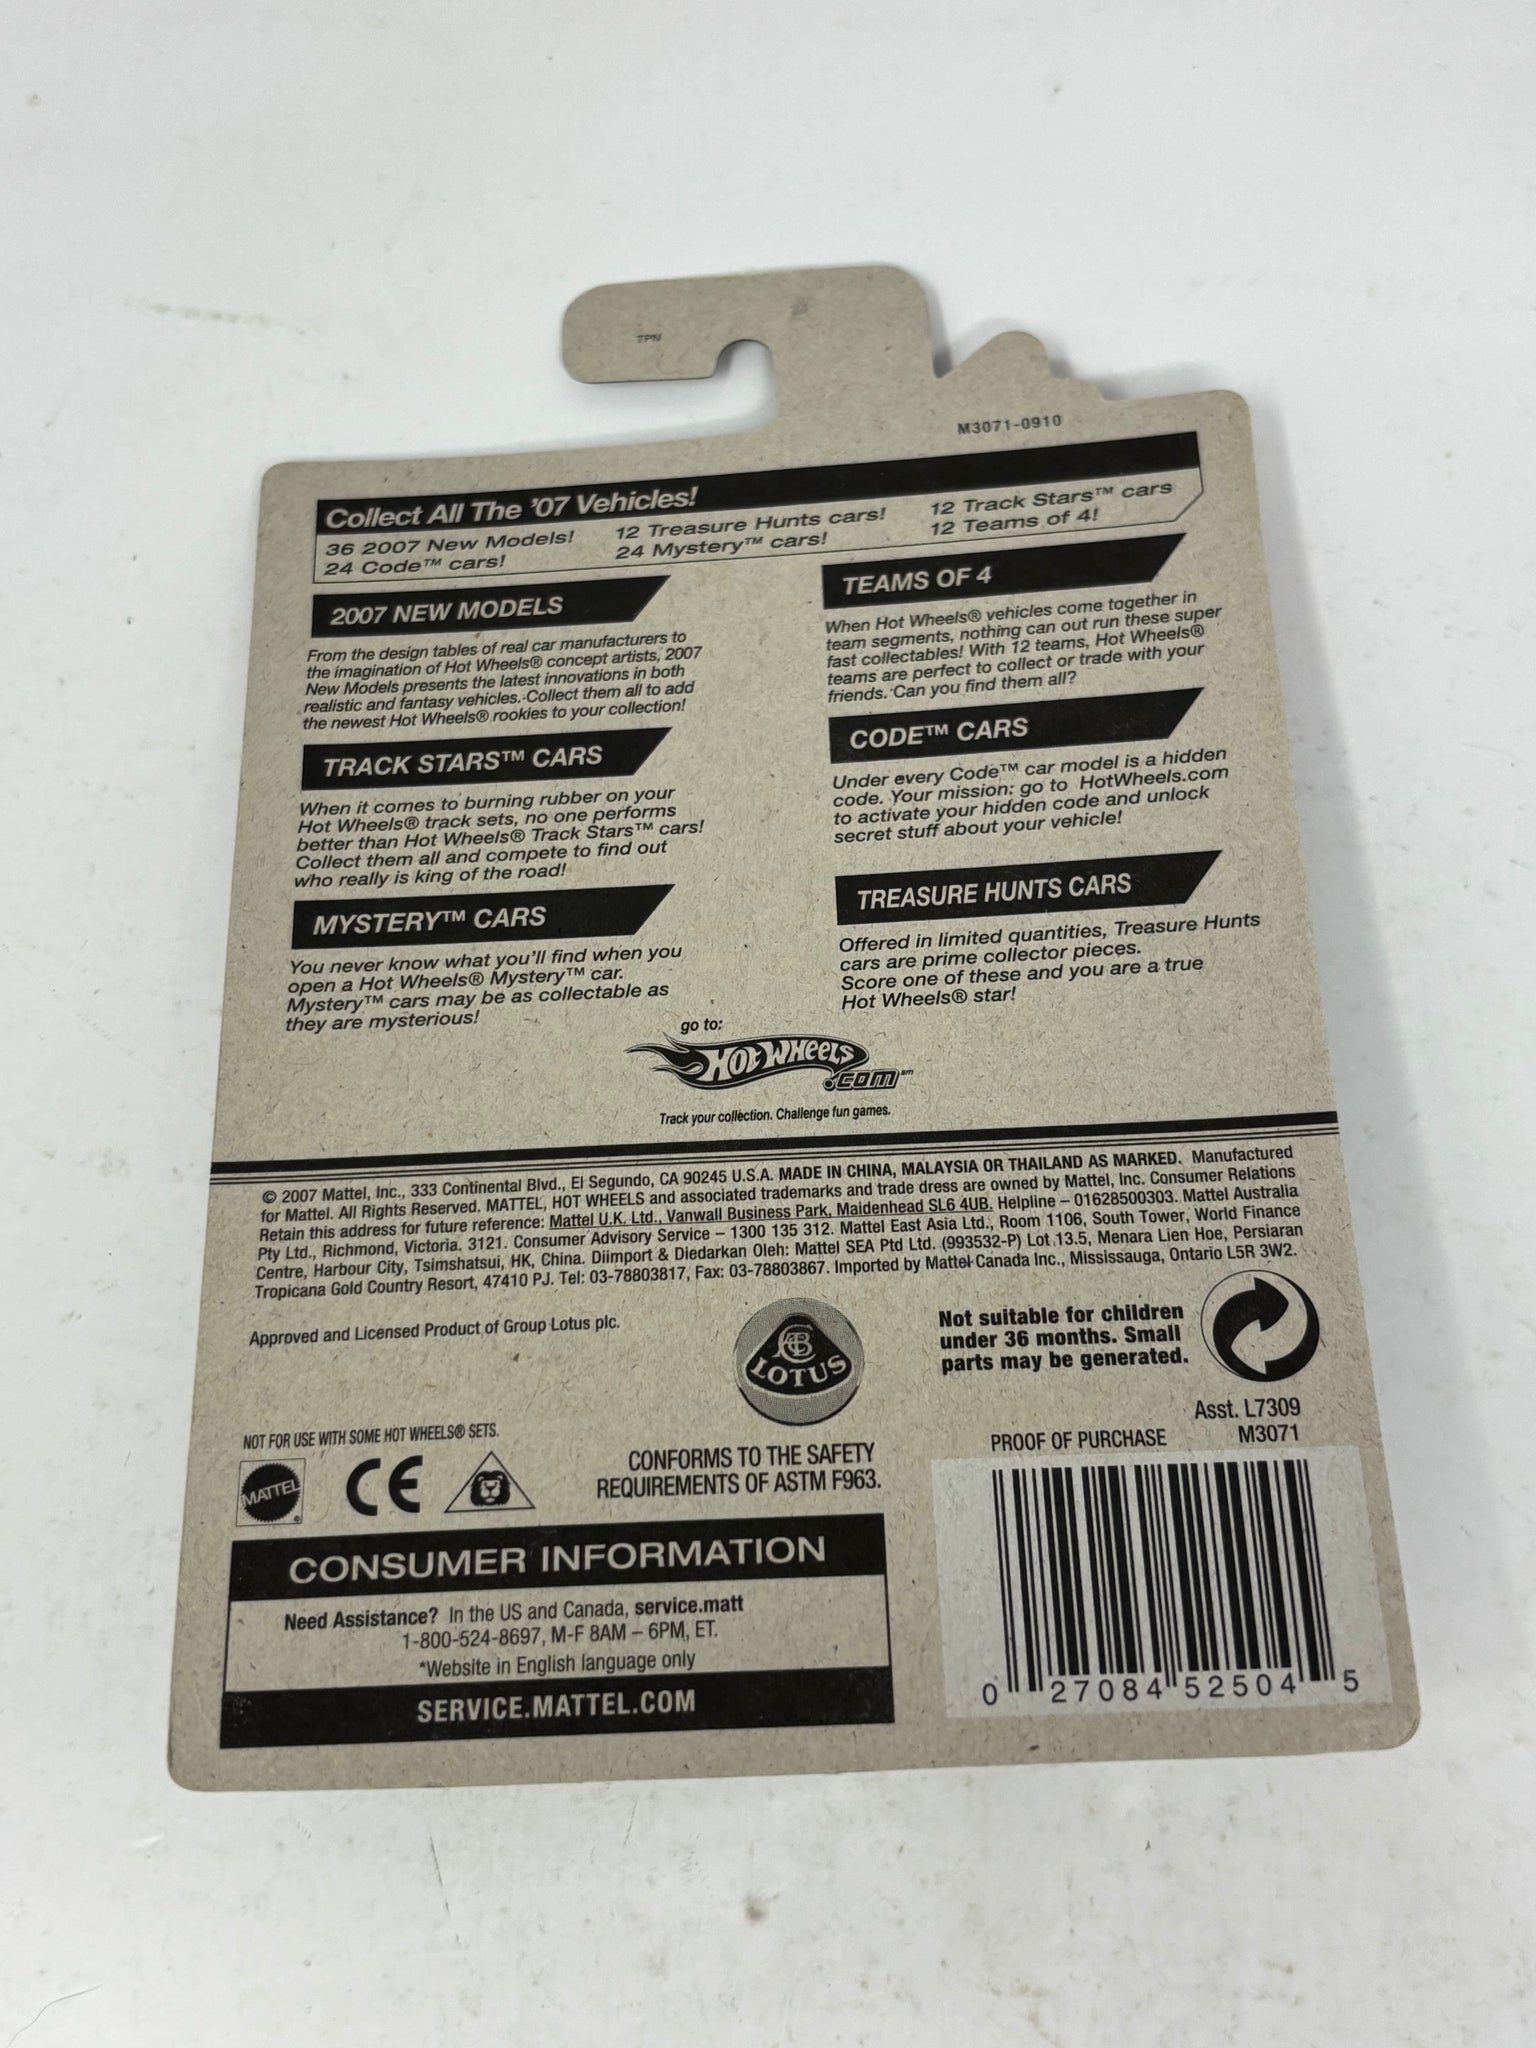 TPN
M3071-0910
Collect All The '07 Vehicles!
36 2007 New Models!
24 Code™ cars!
12 Treasure Hunts cars!
24 Mystery™ cars!
12 Track Stars™ cars
12 Teams of 4!
2007 NEW MODELS
From the design tables of real car manufacturers to
the imagination of Hot Wheels® concept artists, 2007
New Models presents the latest innovations in both
realistic and fantasy vehicles. Collect them all to add
the newest Hot Wheels® rookies to your collection!
TRACK STARS™ CARS
When it comes to burning rubber on your
Hot Wheels® track sets, no one performs
better than Hot Wheels® Track Stars™ cars!
Collect them all and compete to find out
who really is king of the road!
MYSTERY™ CARS
You never know what you'll find when you
open a Hot Wheels® Mystery™ car.
Mystery™ cars may be as collectable as
they are mysterious!
TEAMS OF 4
When Hot Wheels® vehicles come together in
team segments, nothing can out run these super
fast collectables! With 12 teams, Hot Wheels®
teams are perfect to collect or trade with your
friends. Can you find them all?
CODE™ CARS
Under every Code™ car model is a hidden
code. Your mission: go to HotWheels.com
to activate your hidden code and unlock
secret stuff about your vehicle!
TREASURE HUNTS CARS
Offered in limited quantities, Treasure Hunts
cars are prime collector pieces.
Score one of these and you are a true
Hot Wheels® star!
go to:
HOT WHEELS
.COM℠
Track your collection. Challenge fun games.
© 2007 Mattel, Inc., 333 Continental Blvd., El Segundo, CA 90245 U.S.A. MADE IN CHINA, MALAYSIA OR THAILAND AS MARKED. Manufactured
for Mattel. All Rights Reserved. MATTEL, HOT WHEELS and associated trademarks and trade dress are owned by Mattel, Inc. Consumer Relations
Retain this address for future reference: Mattel U.K. Ltd., Vanwall Business Park, Maidenhead SL6 4UB. Helpline – 01628500303. Mattel Australia
Pty Ltd., Richmond, Victoria. 3121. Consumer Advisory Service – 1300 135 312. Mattel East Asia Ltd., Room 1106, South Tower, World Finance
Centre, Harbour City, Tsimshatsui, HK, China. Diimport & Diedarkan Oleh: Mattel SEA Ptd Ltd. (993532-P) Lot 13.5, Menara Lien Hoe, Persiaran
Tropicana Gold Country Resort, 47410 PJ. Tel: 03-78803817, Fax: 03-78803867. Imported by Mattel Canada Inc., Mississauga, Ontario L5R 3W2.
Approved and Licensed Product of Group Lotus plc.
LOTUS
Not suitable for children
under 36 months. Small
parts may be generated.
Asst. L7309
M3071
PROOF OF PURCHASE
NOT FOR USE WITH SOME HOT WHEELS® SETS.
MATTEL®
CE
CONFORMS TO THE SAFETY
REQUIREMENTS OF ASTM F963.
CONSUMER INFORMATION
Need Assistance? In the US and Canada, service.matt
1-800-524-8697, M-F 8AM – 6PM, ET.
*Website in English language only
SERVICE.MATTEL.COM
0 27084 52504 5